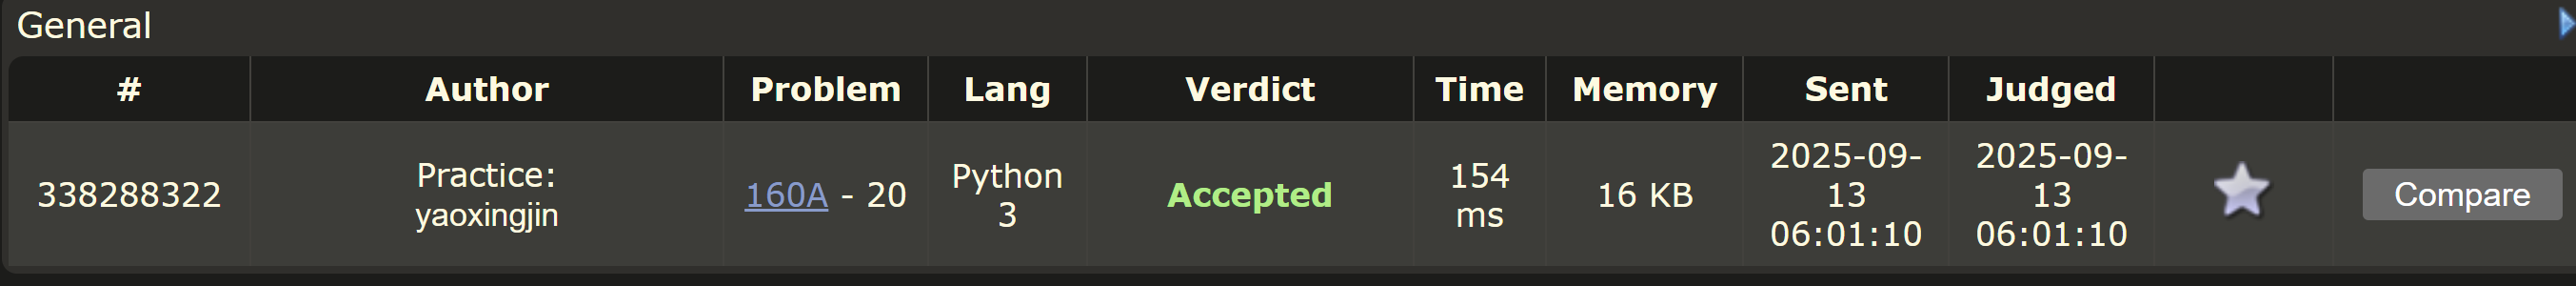 General
# Author Problem Lang Verdict Time Memory Sent Judged
338288322
Practice:
yaoxingjin
160A - 20
Python
3
Accepted
154
ms
16 KB
2025-09-
13
06:01:10
2025-09-
13
06:01:10
Compare